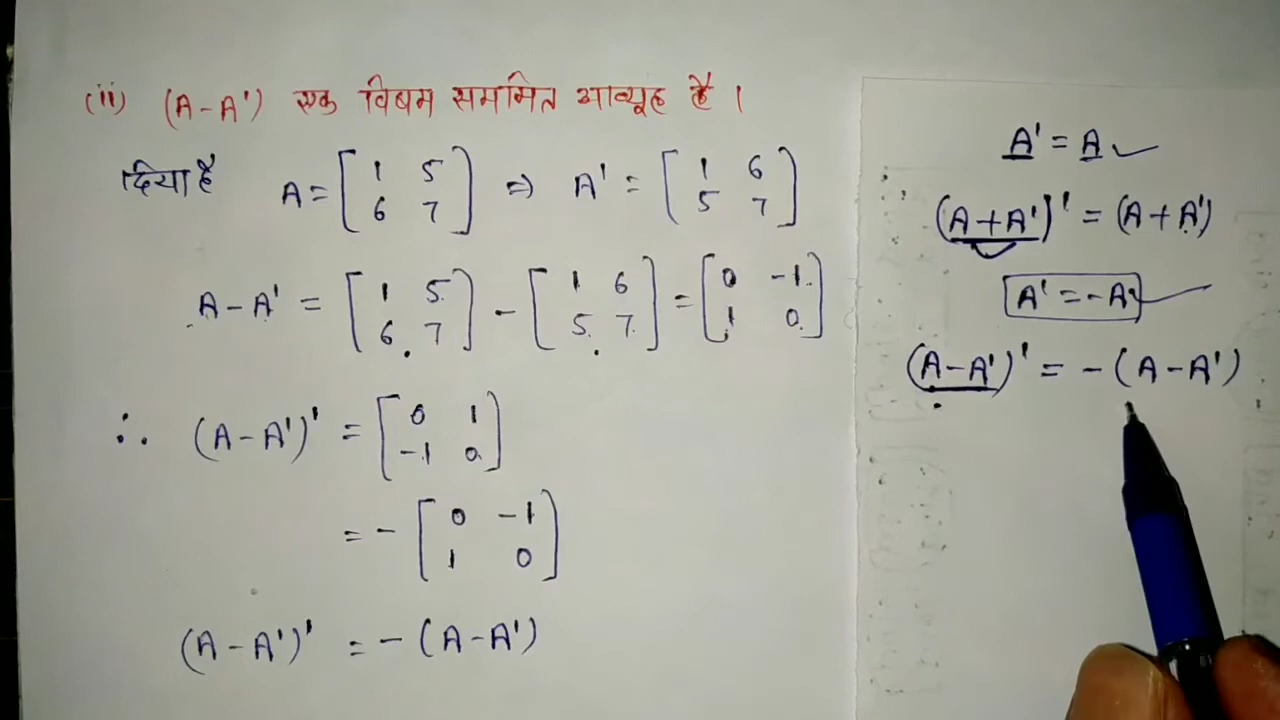 (ii) (A-A') एक विषम सममित आव्यूह है ।
दिया है A = [1 5 6 7] ⇒ A' = [1 6 5 7]
A-A' = [1 5 6 7] - [1 6 5 7] = [0 -1 1 0]
∴ (A-A')' = [0 1 -1 0]
= - [0 -1 1 0]
(A-A')' = -(A-A')
A' = A ✓
(A+A')' = (A+A')
A' = -A
(A-A')' = -(A-A')